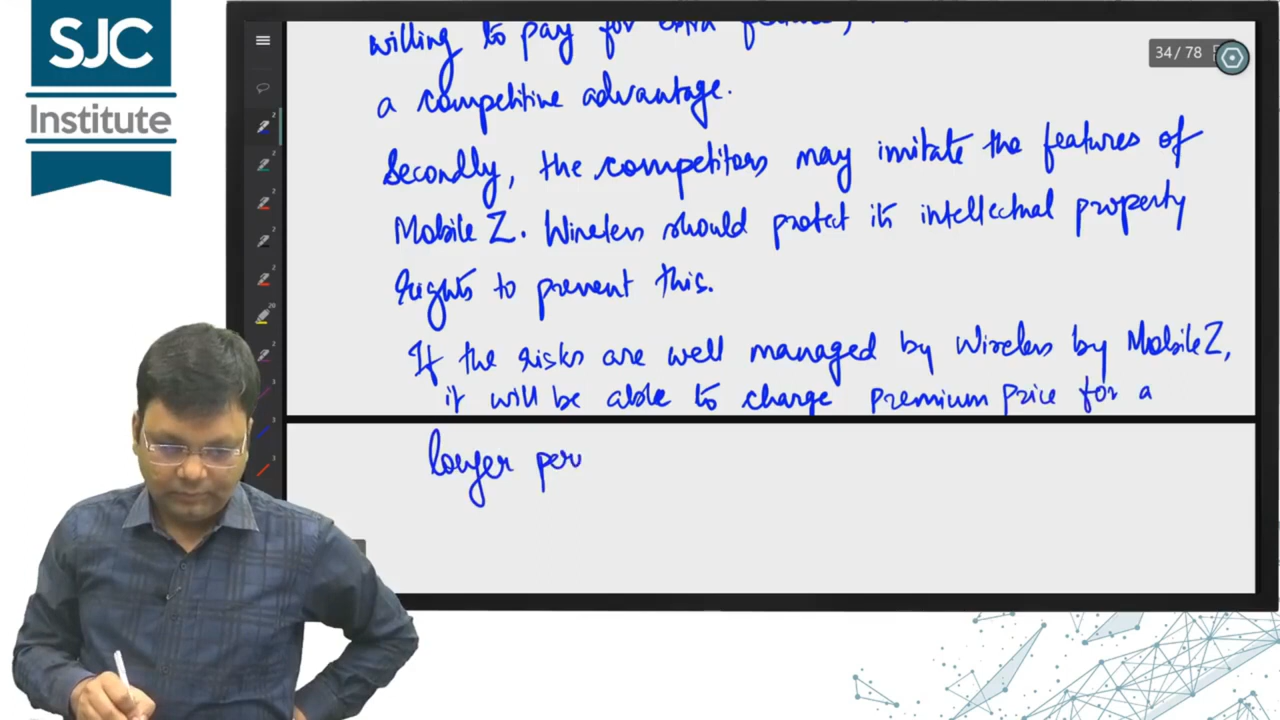 SJC
Institute
34 / 78
willing to pay for extra
a competitive advantage.
Secondly, the competitors may imitate the features of
Mobile Z. Wireless should protect its intellectual property
rights to prevent this.
If the risks are well managed by Wireless by Mobile Z,
it will be able to charge premium price for a
longer per